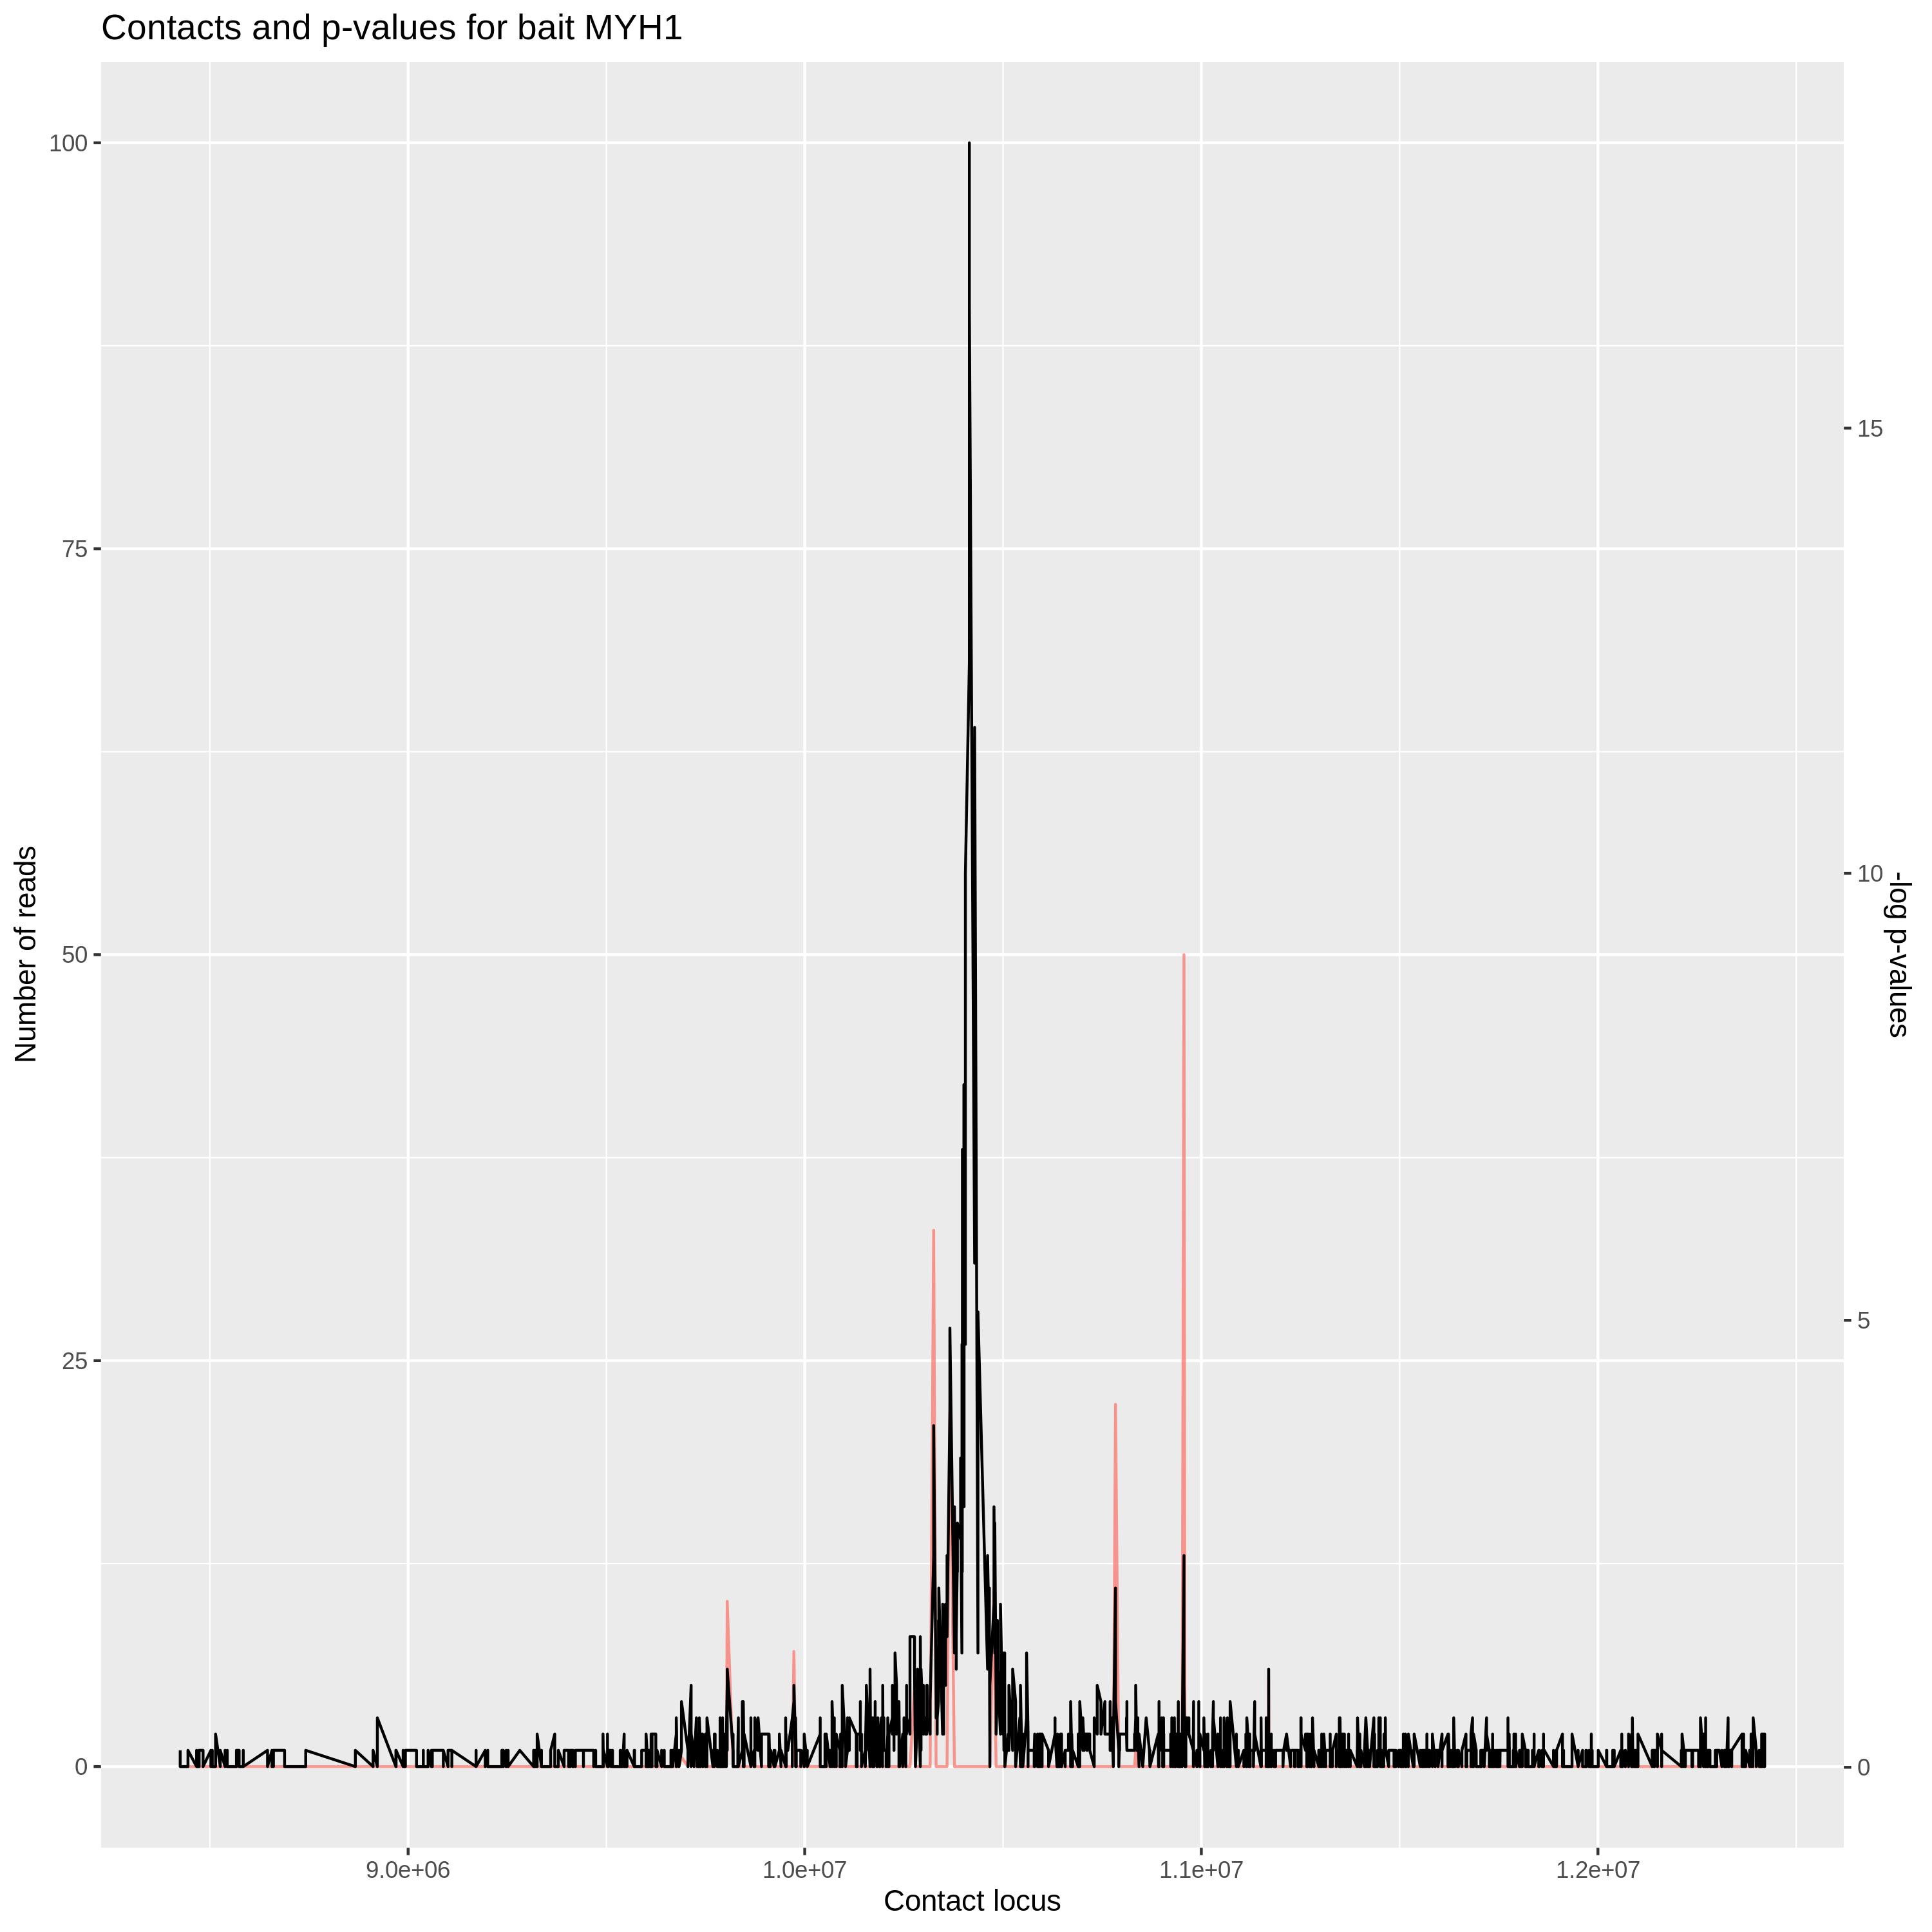 Contacts and p-values for bait MYH1
100
75
50
25
0
Number of reads
15
10
5
0
-log p-values
9.0e+06 1.0e+07 1.1e+07 1.2e+07
Contact locus